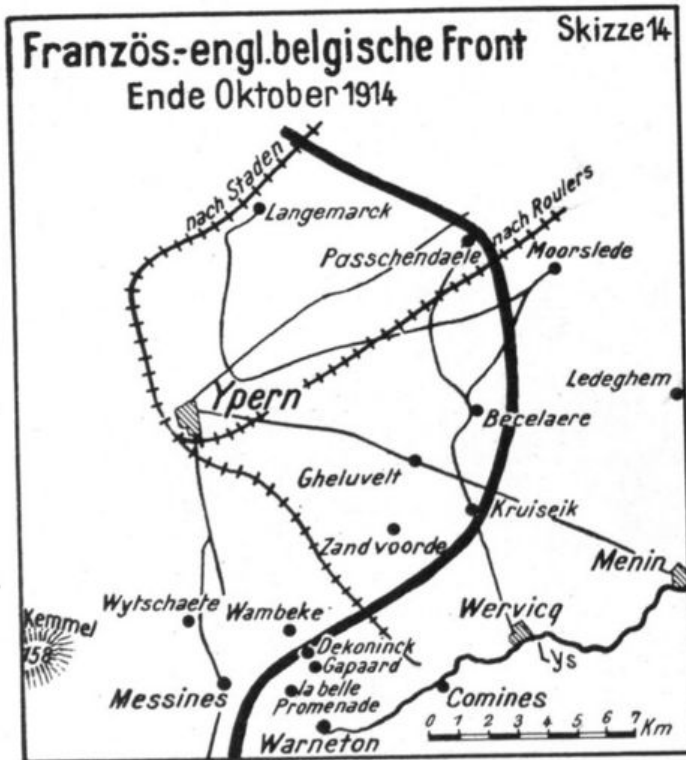 Französ.-engl.belgische Front
Skizze 14
Ende Oktober 1914
nach Staden
Langemarck
nach Roulers
Passchendaele
Moorslede
Ypern
Ledeghem
Becelaere
Gheluvelt
Kruiseik
Zandvoorde
Menin
Wytschaete
Wambeke
Wervicq
Kemmel
158
Dekoninck
Gapaard
Lys
Messines
la belle
Promenade
Comines
Warneton
0 1 2 3 4 5 6 7 Km